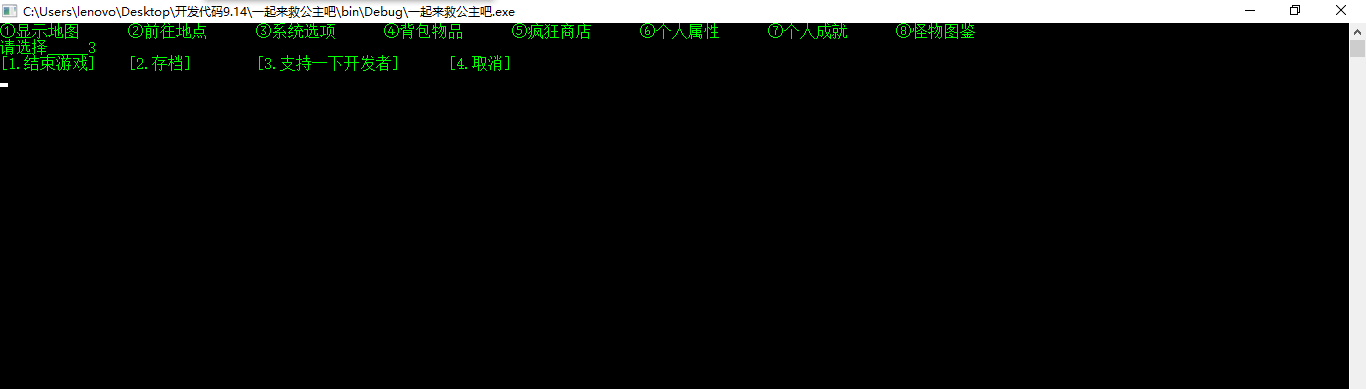 C:\Users\lenovo\Desktop\开发代码9.14\一起来救公主吧\bin\Debug\一起来救公主吧.exe
①显示地图 ②前往地点 ③系统选项 ④背包物品 ⑤疯狂商店 ⑥个人属性 ⑦个人成就 ⑧怪物图鉴
请选择_____3
[1.结束游戏] [2.存档] [3.支持一下开发者] [4.取消]